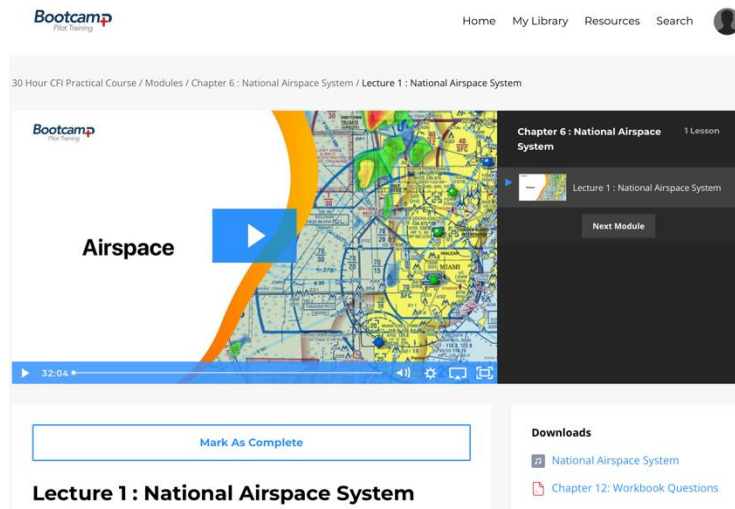 Bootcamp
Pilot Training
Home My Library Resources Search
30 Hour CFI Practical Course / Modules / Chapter 6 : National Airspace System / Lecture 1 : National Airspace System
Bootcamp
Pilot Training
Airspace
MIAMI
32:04
Chapter 6 : National Airspace System
1 Lesson
Lecture 1 : National Airspace System
Next Module
Mark As Complete
Lecture 1 : National Airspace System
Downloads
National Airspace System
Chapter 12: Workbook Questions